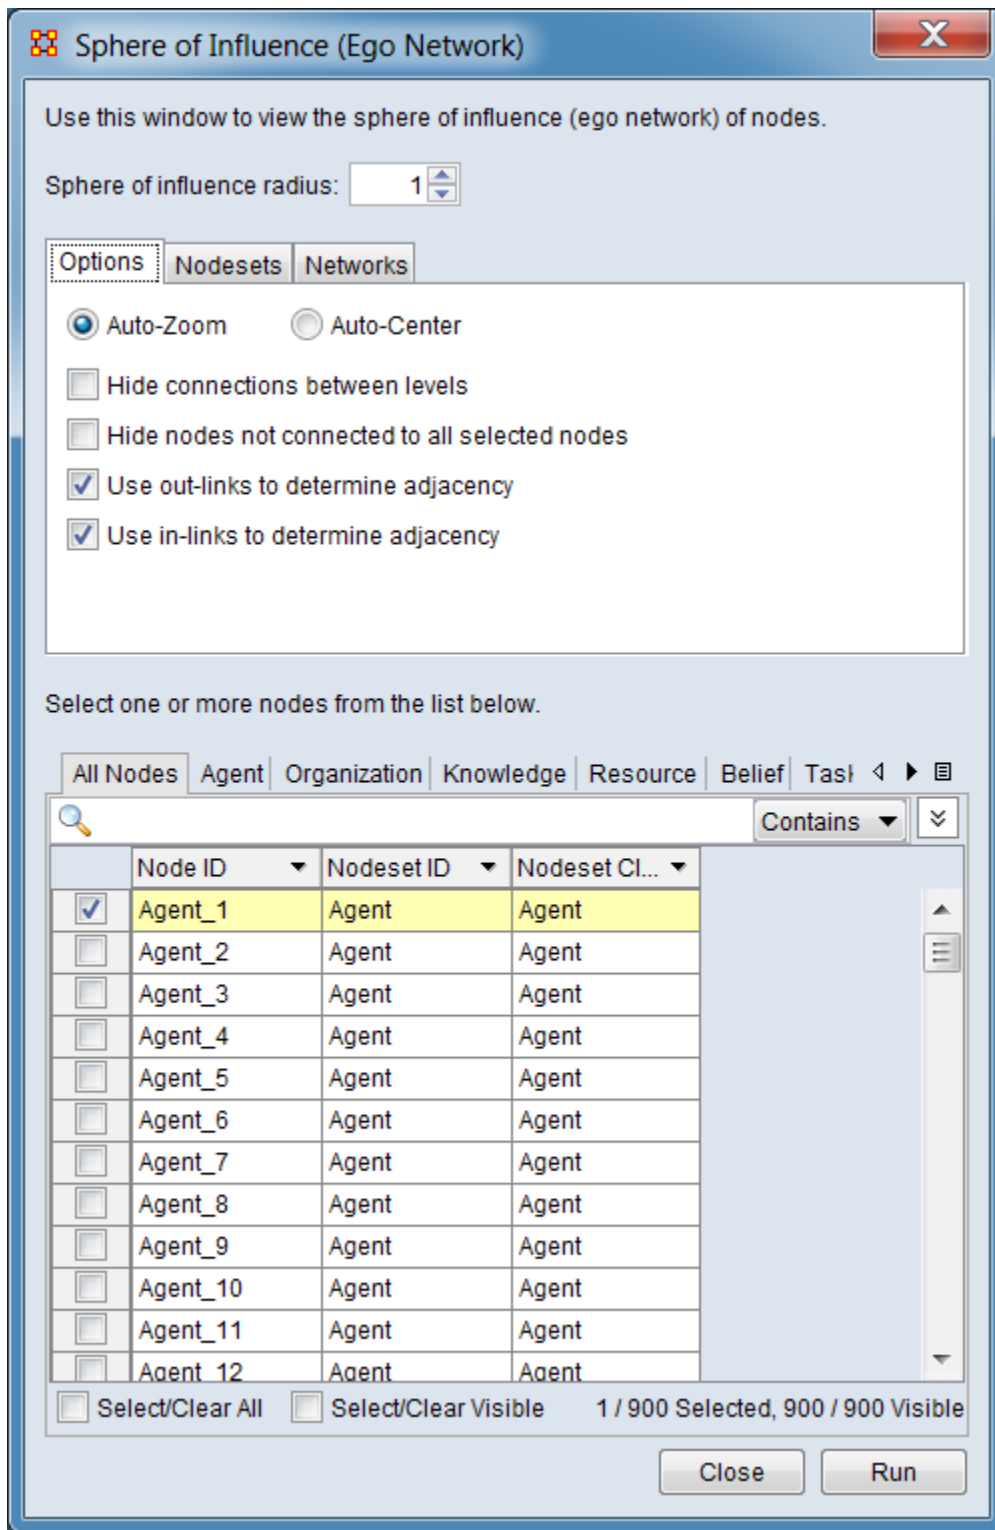 Sphere of Influence (Ego Network)
Use this window to view the sphere of influence (ego network) of nodes.
Sphere of influence radius: 1
Options Nodesets Networks
Auto-Zoom Auto-Center
Hide connections between levels
Hide nodes not connected to all selected nodes
Use out-links to determine adjacency
Use in-links to determine adjacency
Select one or more nodes from the list below.
All Nodes Agent Organization Knowledge Resource Belief Task
Contains
Node ID Nodeset ID Nodeset Cl...
Agent_1 Agent Agent
Agent_2 Agent Agent
Agent_3 Agent Agent
Agent_4 Agent Agent
Agent_5 Agent Agent
Agent_6 Agent Agent
Agent_7 Agent Agent
Agent_8 Agent Agent
Agent_9 Agent Agent
Agent_10 Agent Agent
Agent_11 Agent Agent
Agent_12 Agent Agent
Select/Clear All Select/Clear Visible 1 / 900 Selected, 900 / 900 Visible
Close Run